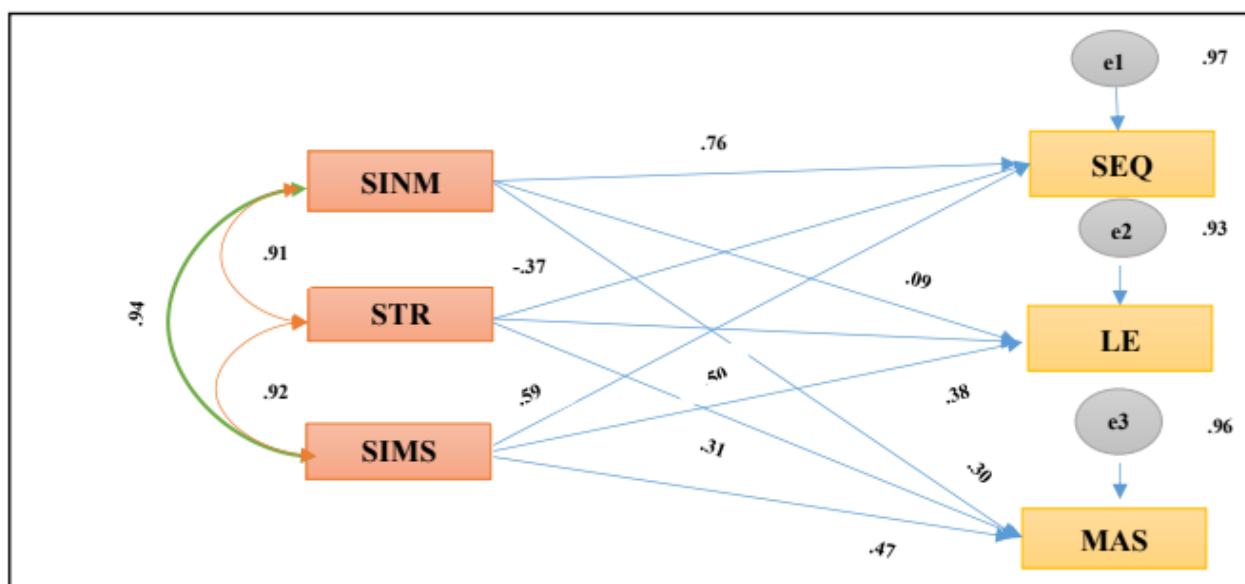 e1
.97
.76
SINM
SEQ
e2
.93
.91
-.37
.09
.94
STR
LE
.92
.59
.50
.38
e3
.96
SIMS
.31
.30
.47
MAS